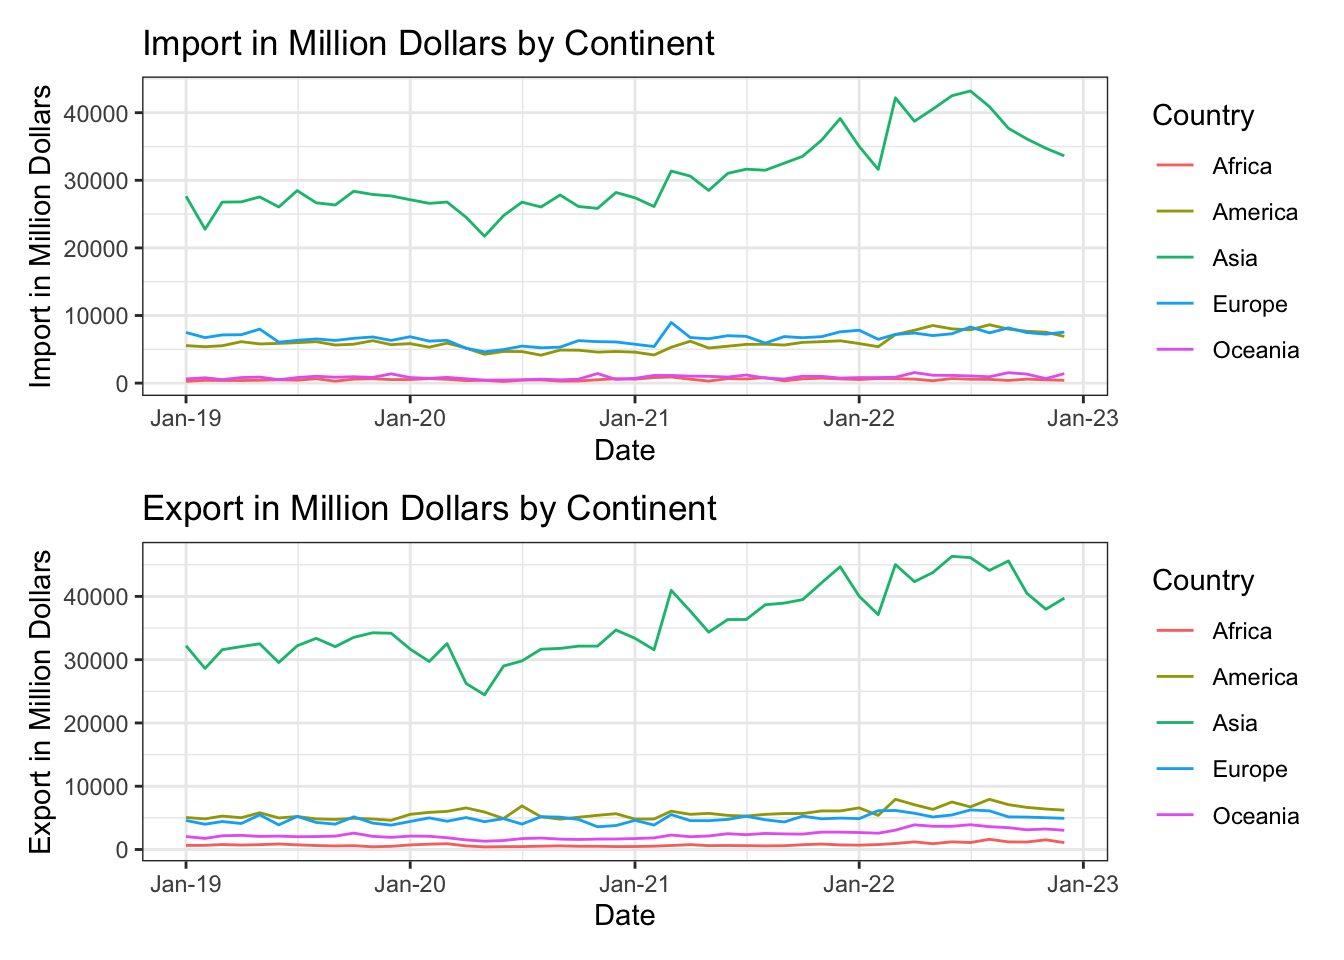 Import in Million Dollars by Continent
Import in Million Dollars
40000
30000
20000
10000
0
Jan-19 Jan-20 Jan-21 Jan-22 Jan-23
Date
Country
Africa
America
Asia
Europe
Oceania
Export in Million Dollars by Continent
Export in Million Dollars
40000
30000
20000
10000
0
Jan-19 Jan-20 Jan-21 Jan-22 Jan-23
Date
Country
Africa
America
Asia
Europe
Oceania